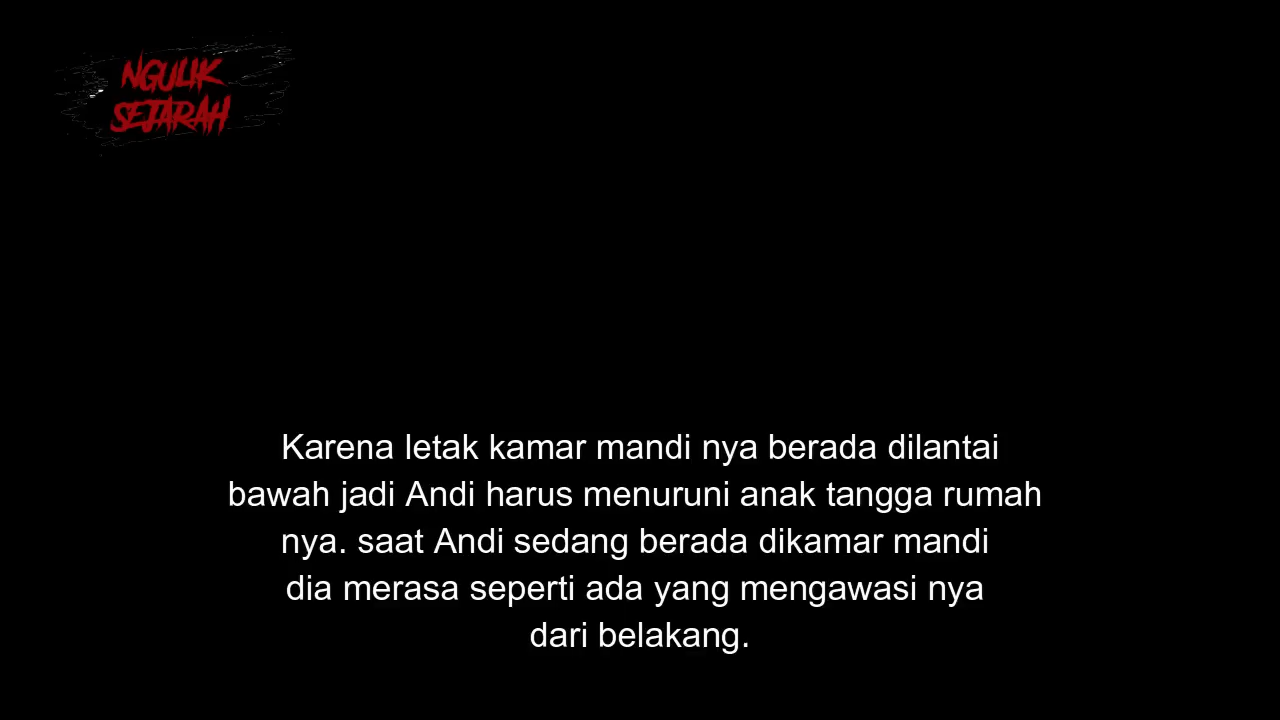 NGULIK
SEJARAH
Karena letak kamar mandi nya berada dilantai
bawah jadi Andi harus menuruni anak tangga rumah
nya. saat Andi sedang berada dikamar mandi
dia merasa seperti ada yang mengawasi nya
dari belakang.